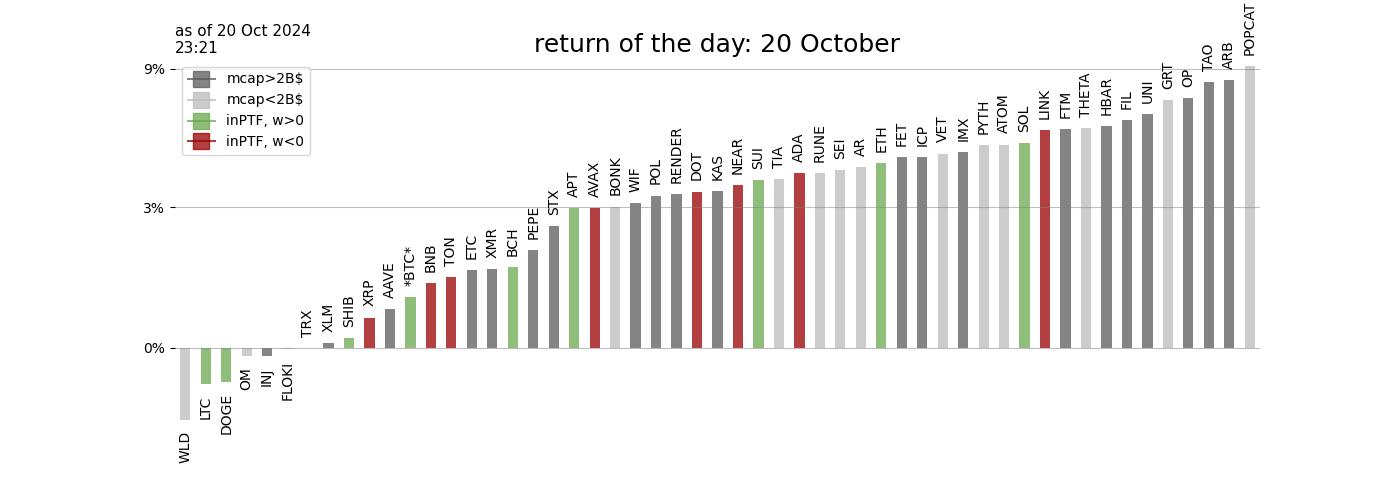 as of 20 Oct 2024
23:21
return of the day: 20 October
9%
3%
0%
mcap>2B$
mcap<2B$
inPTF, w>0
inPTF, w<0
WLD
LTC
DOGE
OM
INJ
FLOKI
TRX
XLM
SHIB
XRP
AAVE
*BTC*
BNB
TON
ETC
XMR
BCH
PEPE
STX
APT
AVAX
BONK
WIF
POL
RENDER
DOT
KAS
NEAR
SUI
TIA
ADA
RUNE
SEI
AR
ETH
FET
ICP
VET
IMX
PYTH
ATOM
SOL
LINK
FTM
THETA
HBAR
FIL
UNI
GRT
OP
TAO
ARB
POPCAT